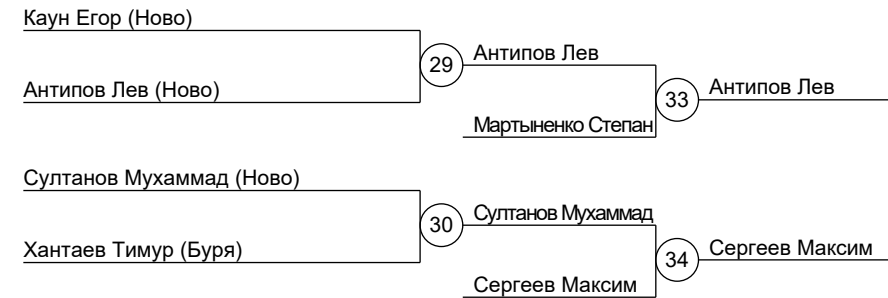 Каун Егор (Ново)
Антипов Лев (Ново)
29
Антипов Лев
Мартыненко Степан
33
Антипов Лев
Султанов Мухаммад (Ново)
Хантаев Тимур (Буря)
30
Султанов Мухаммад
Сергеев Максим
34
Сергеев Максим